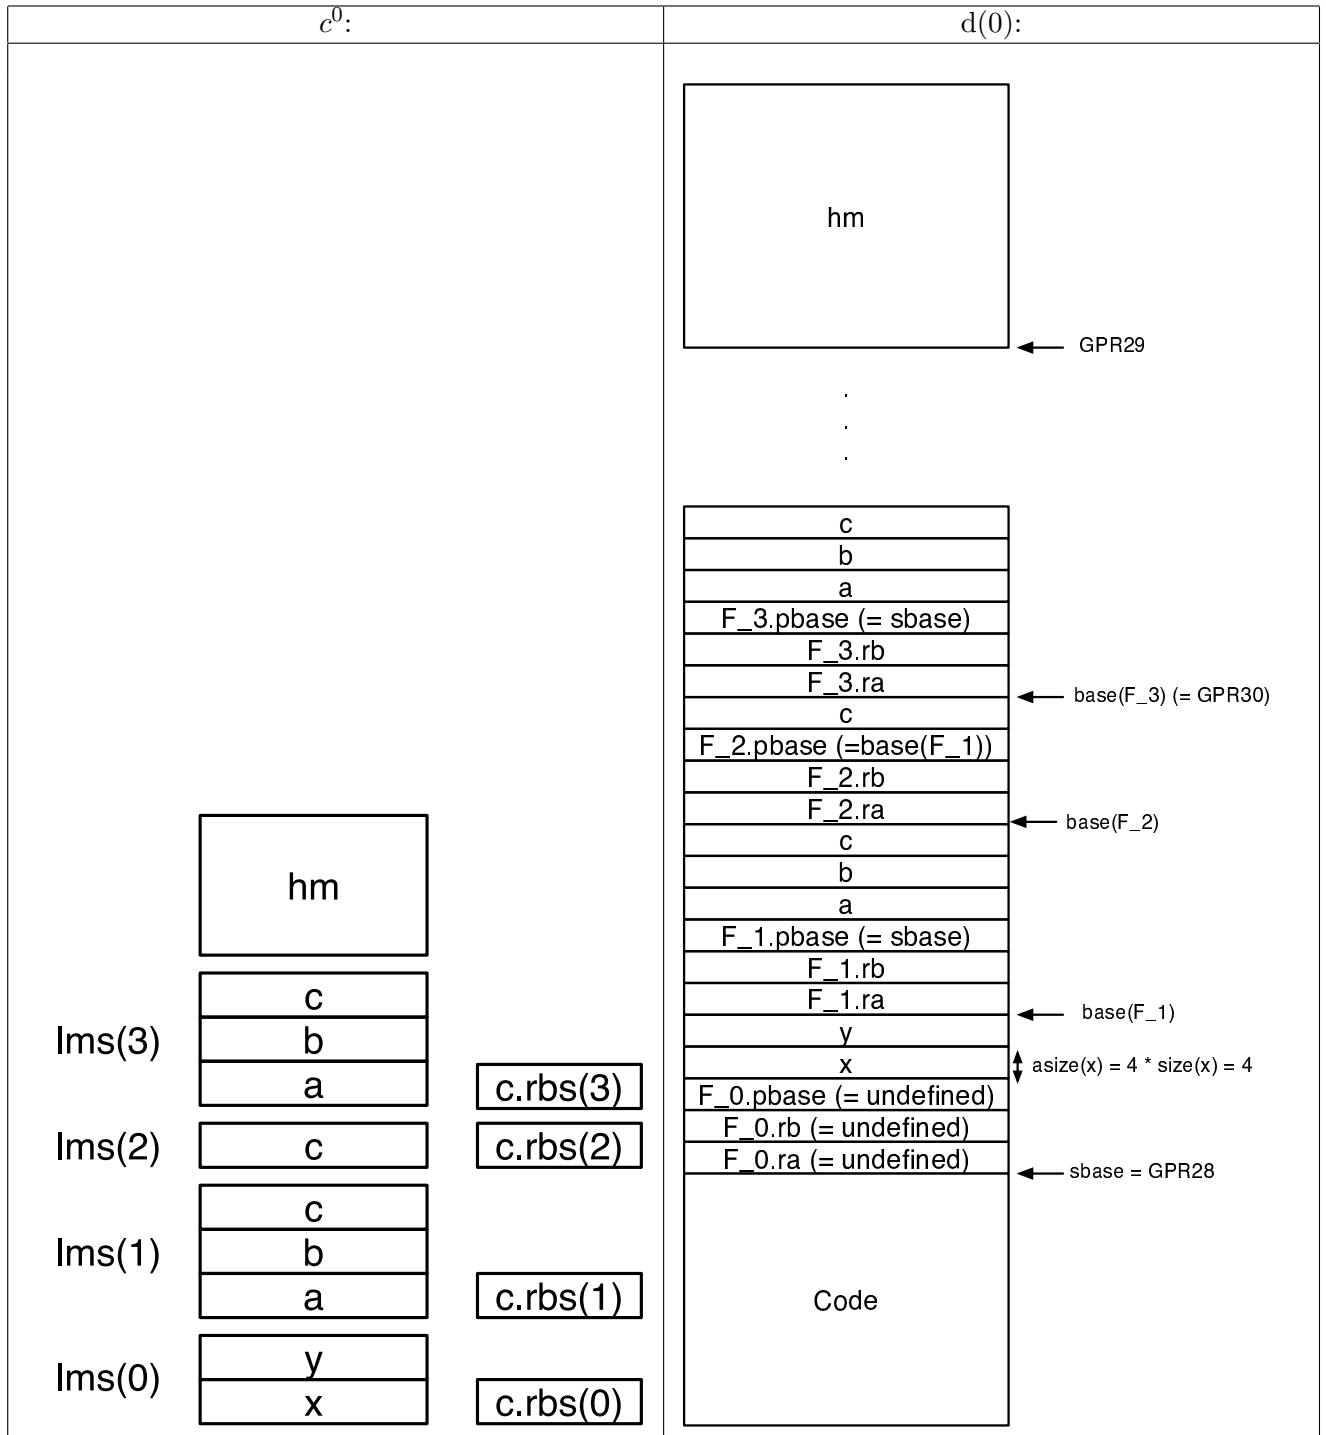 c⁰:
hm
c
lms(3) b
a c.rbs(3)
lms(2) c c.rbs(2)
c
lms(1) b
a c.rbs(1)
y
lms(0)
x c.rbs(0)
d(0):
hm
GPR29
.
.
.
c
b
a
F_3.pbase (= sbase)
F_3.rb
F_3.ra
base(F_3) (= GPR30)
c
F_2.pbase (=base(F_1))
F_2.rb
F_2.ra
base(F_2)
c
b
a
F_1.pbase (= sbase)
F_1.rb
F_1.ra
base(F_1)
y
x asize(x) = 4 * size(x) = 4
F_0.pbase (= undefined)
F_0.rb (= undefined)
F_0.ra (= undefined)
sbase = GPR28
Code